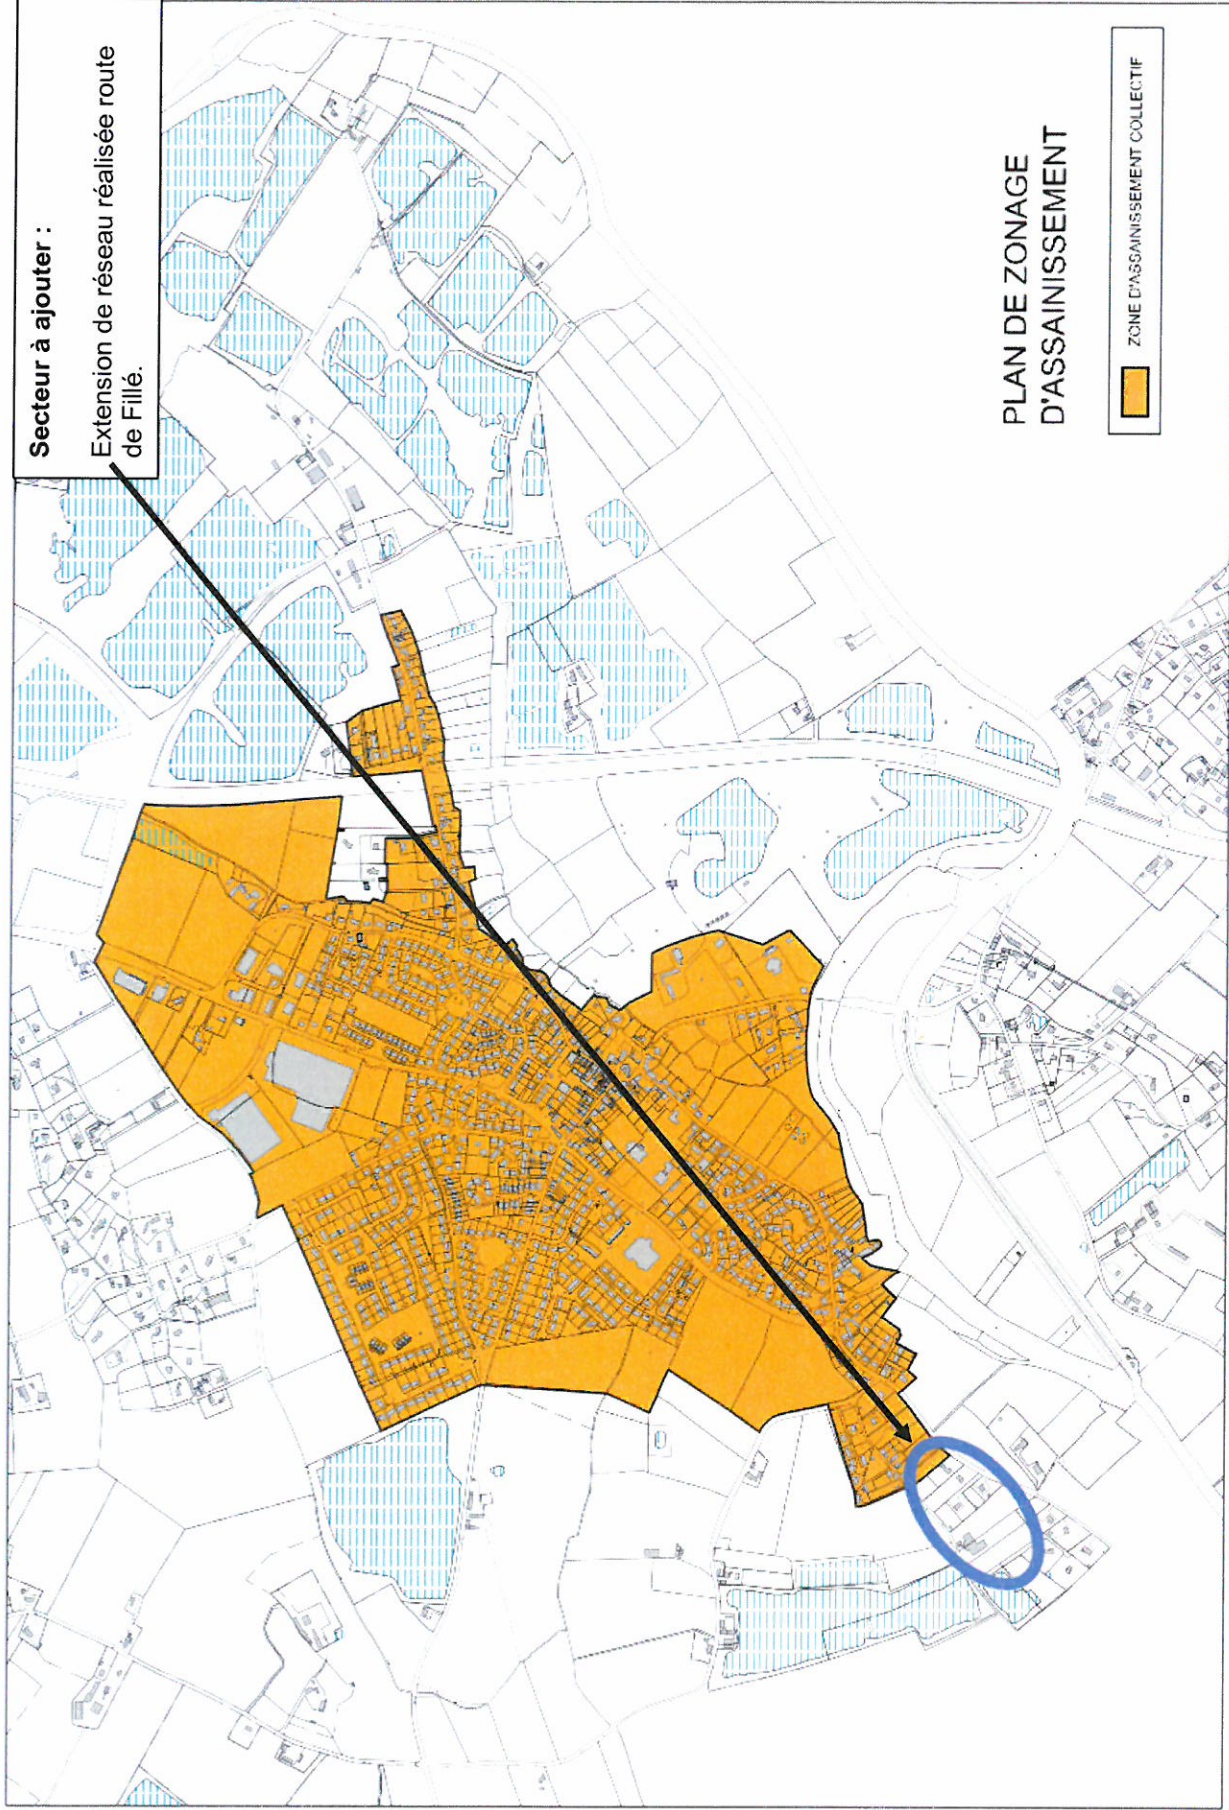 Secteur à ajouter :
Extension de réseau réalisée route
de Fillé.
PLAN DE ZONAGE
D'ASSAINISSEMENT
ZONE D'ASSAINISSEMENT COLLECTIF